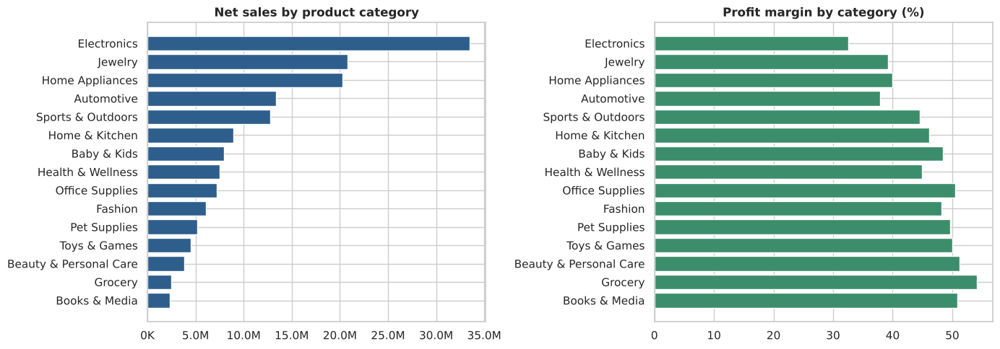 Net sales by product category
Electronics
Jewelry
Home Appliances
Automotive
Sports & Outdoors
Home & Kitchen
Baby & Kids
Health & Wellness
Office Supplies
Fashion
Pet Supplies
Toys & Games
Beauty & Personal Care
Grocery
Books & Media
0K 5.0M 10.0M 15.0M 20.0M 25.0M 30.0M 35.0M
Profit margin by category (%)
Electronics
Jewelry
Home Appliances
Automotive
Sports & Outdoors
Home & Kitchen
Baby & Kids
Health & Wellness
Office Supplies
Fashion
Pet Supplies
Toys & Games
Beauty & Personal Care
Grocery
Books & Media
0 10 20 30 40 50